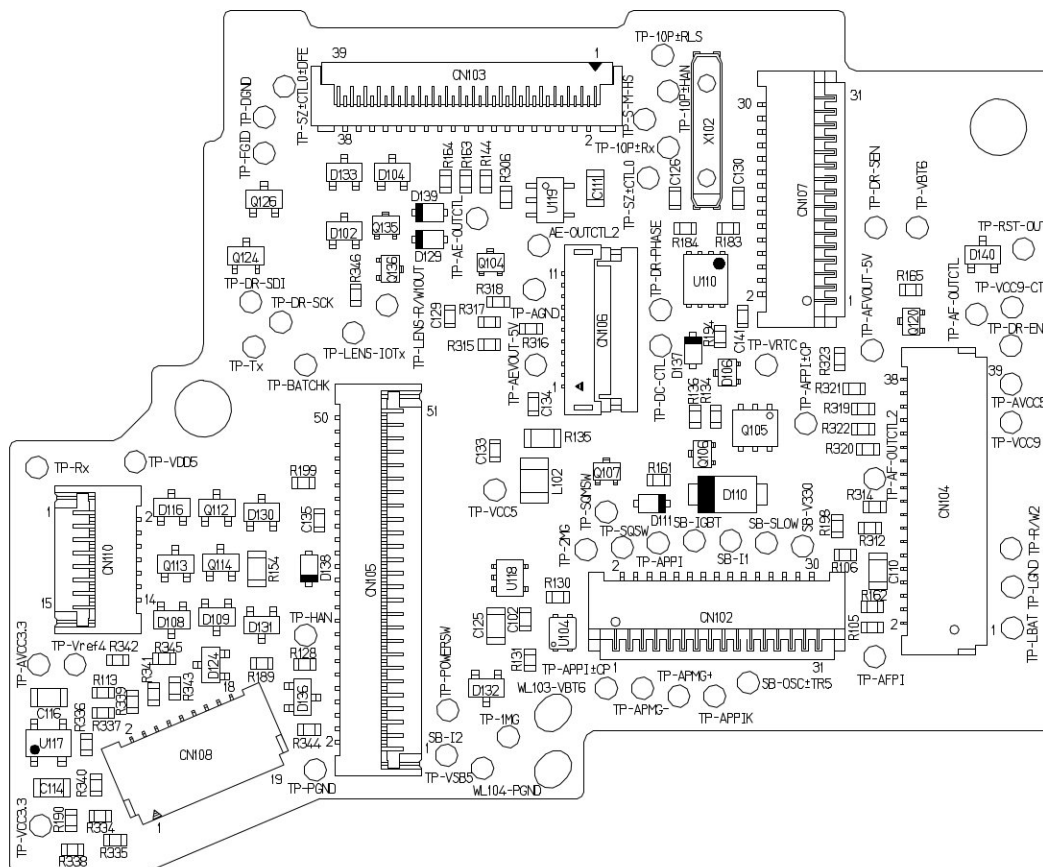 TP-10P±RLS
39
1
CN103
TP-SZ±CTL0±DFE
TP-DGND
TP-FGID
38
2
TP-S-M-HS
TP-10P±HAN
X102
TP-10P±Rx
TP-SZ±CTL0
30
31
CN107
2
1
C126
C130
R184
R183
D133
D104
R164
R163
R144
R306
U119
C111
Q126
D139
D102
Q135
TP-AE-OUTCTL
AE-OUTCTL2
D129
Q124
R346
Q136
Q104
TP-DR-PHASE
U110
TP-DR-SEN
TP-VBT6
TP-RST-OUT
D140
TP-DR-SDI
TP-DR-SCK
TP-LENS-R/W1OUT
R318
11
TP-AGND
C129
R317
R316
R315
CN106
1
TP-AFVOUT-5V
R165
Q120
TP-AF-OUTCTL
TP-VCC9-CT
TP-DR-EN
TP-LENS-IOTx
TP-Tx
TP-BATCHK
TP-AEVOUT-5V
C134
TP-DC-CTL
D137
R194
C141
TP-VRTC
D106
R136
R134
TP-AFPI±CP
R323
R321
R319
R322
R320
38
39
TP-AVCC5
TP-VCC9
50
51
C133
R135
L102
Q105
Q106
TP-AF-OUTCTL2
CN104
TP-Rx
TP-VDD5
R199
TP-VCC5
Q107
R161
D110
D111
TP-SQMSW
TP-SQSW
SB-IGBT
SB-SLOW
SB-V330
R198
R314
R312
1
2
D116
Q112
D130
C135
CN110
15
14
Q113
Q114
R154
D138
CN105
TP-2MG
TP-APPI
SB-I1
2
30
R106
C110
R162
R105
TP-R/W2
TP-LGND
TP-LBAT
U118
R130
CN102
1
31
D108
D109
D131
TP-HAN
C125
C102
U104
R131
2
1
TP-AVCC3.3
TP-Vref4
R342
R345
D124
R189
R128
TP-POWERSW
D132
TP-APPI±CP
WL103-VBT6
TP-APMG+
TP-APMG-
TP-APPIK
SB-OSC±TR5
TP-AFPI
C116
R113
R339
R341
R343
18
D136
R337
R336
U117
2
CN108
19
1
R344
2
1
SB-I2
TP-1MG
TP-VSB5
WL104-PGND
C114
R340
TP-PGND
TP-VCC3.3
R190
R334
R335
R338